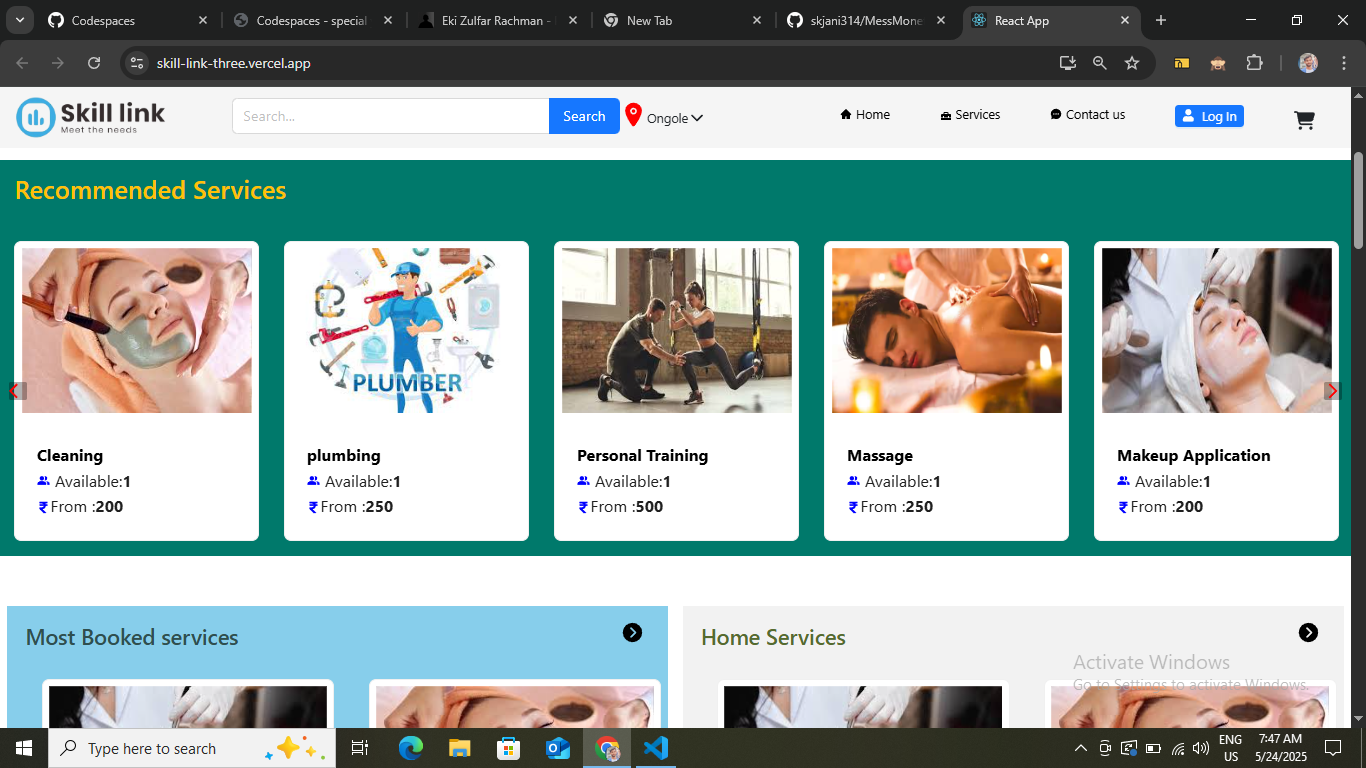 Codespaces
Codespaces - special
Eki Zulfar Rachman -
New Tab
skjani314/MessMone
React App
skill-link-three.vercel.app
Skill link
Meet the needs
Search...
Search
Ongole
Home
Services
Contact us
Log In
Recommended Services
PLUMBER
Cleaning
Available:1
From :200
plumbing
Available:1
From :250
Personal Training
Available:1
From :500
Massage
Available:1
From :250
Makeup Application
Available:1
From :200
Most Booked services
Home Services
Activate Windows
Go to Settings to activate Windows.
Type here to search
ENG
US
7:47 AM
5/24/2025